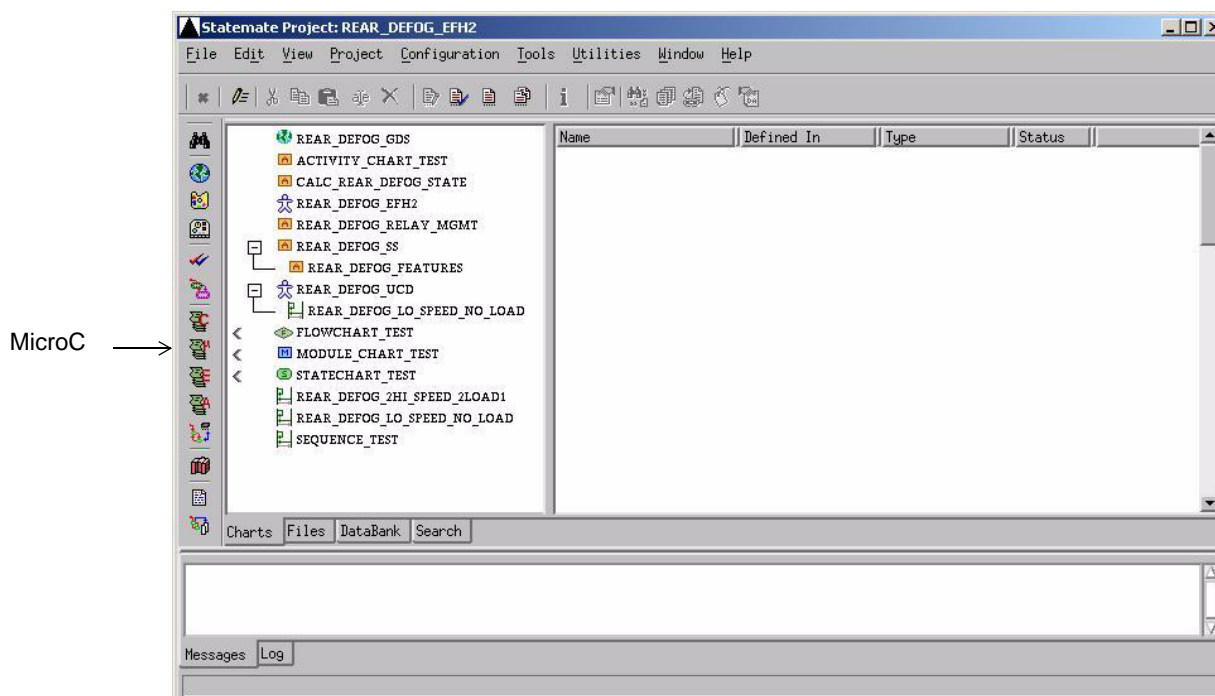 Statemate Project: REAR_DEFOG_EFH2
File Edit View Project Configuration Tools Utilities Window Help
Name Defined In Type Status
REAR_DEFOG_GDS
ACTIVITY_CHART_TEST
CALC_REAR_DEFOG_STATE
REAR_DEFOG_EFH2
REAR_DEFOG_RELAY_MGMT
REAR_DEFOG_SS
REAR_DEFOG_FEATURES
REAR_DEFOG_UCD
REAR_DEFOG_LO_SPEED_NO_LOAD
FLOWCHART_TEST
MicroC
MODULE_CHART_TEST
STATECHART_TEST
REAR_DEFOG_2HI_SPEED_2LOAD1
REAR_DEFOG_LO_SPEED_NO_LOAD
SEQUENCE_TEST
Charts Files DataBank Search
Messages Log